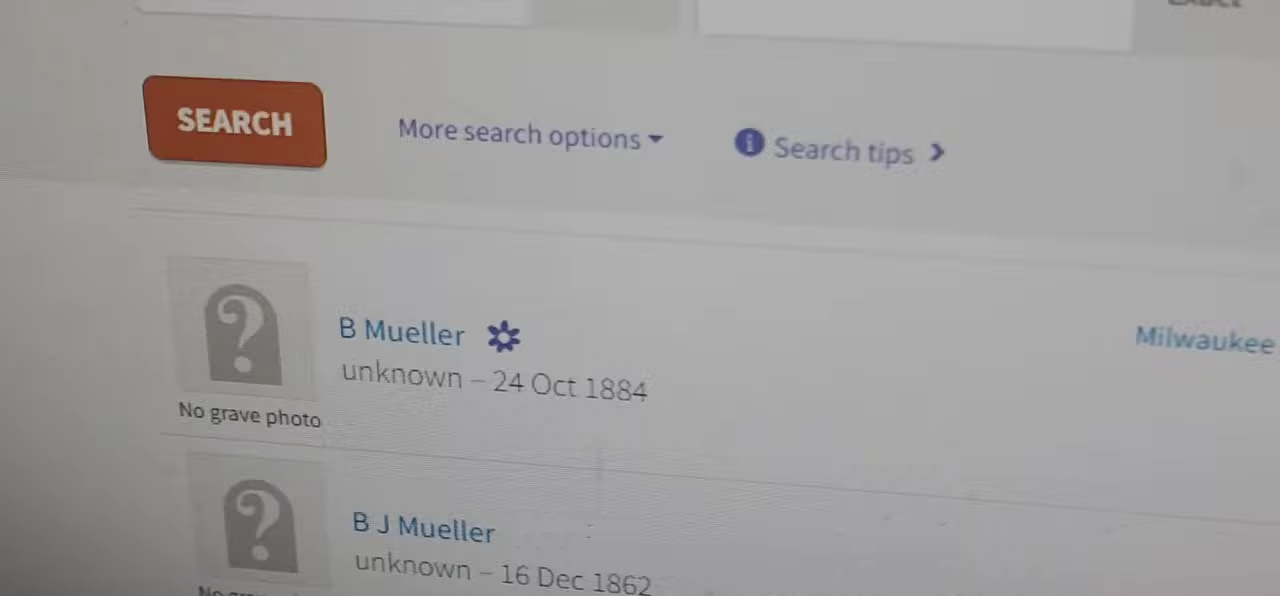 SEARCH
More search options
Search tips
B Mueller
unknown – 24 Oct 1884
Milwaukee
No grave photo
B J Mueller
unknown – 16 Dec 1862